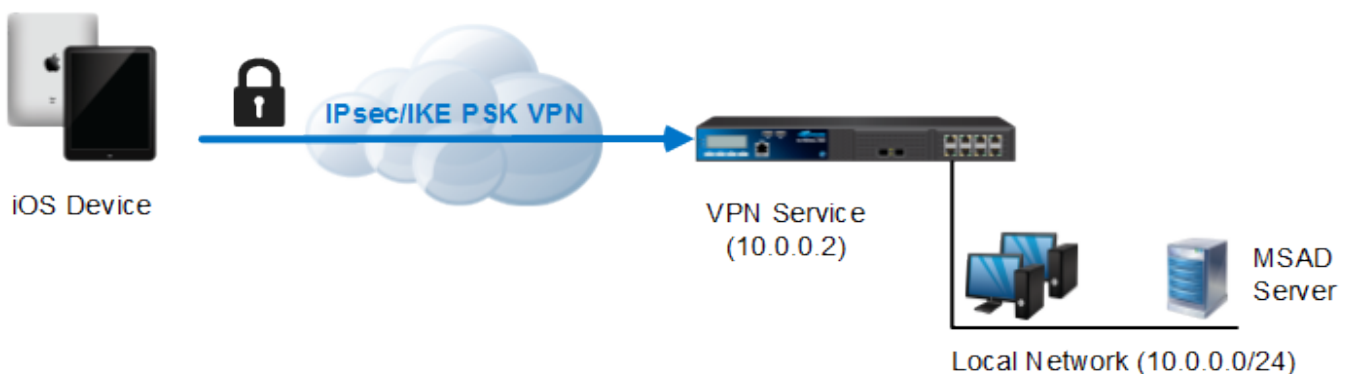 IPsec/IKE PSK VPN
iOS Device
VPN Service
(10.0.0.2)
MSAD
Server
Local Network (10.0.0.0/24)